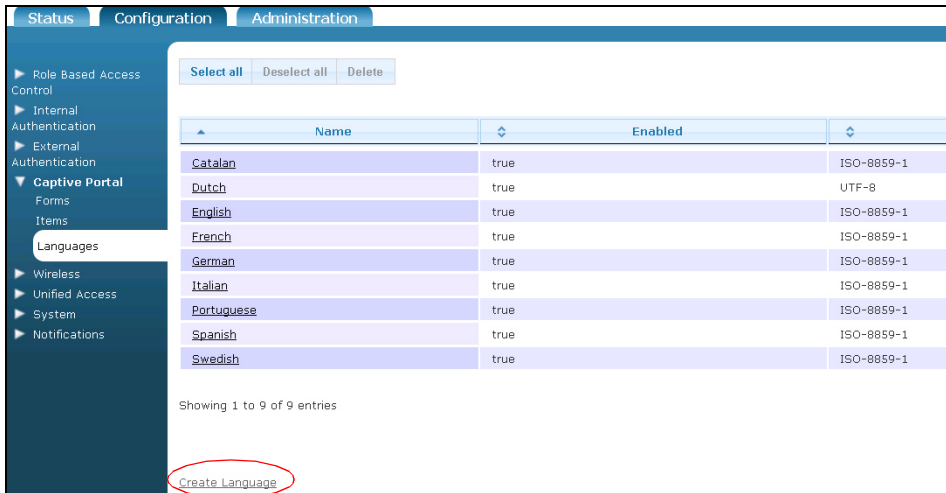 Status Configuration Administration
Role Based Access
Control
Internal
Authentication
External
Authentication
Captive Portal
Forms
Items
Languages
Wireless
Unified Access
System
Notifications
Select all Deselect all Delete
Name Enabled
Catalan true ISO-8859-1
Dutch true UTF-8
English true ISO-8859-1
French true ISO-8859-1
German true ISO-8859-1
Italian true ISO-8859-1
Portuguese true ISO-8859-1
Spanish true ISO-8859-1
Swedish true ISO-8859-1
Showing 1 to 9 of 9 entries
Create Language